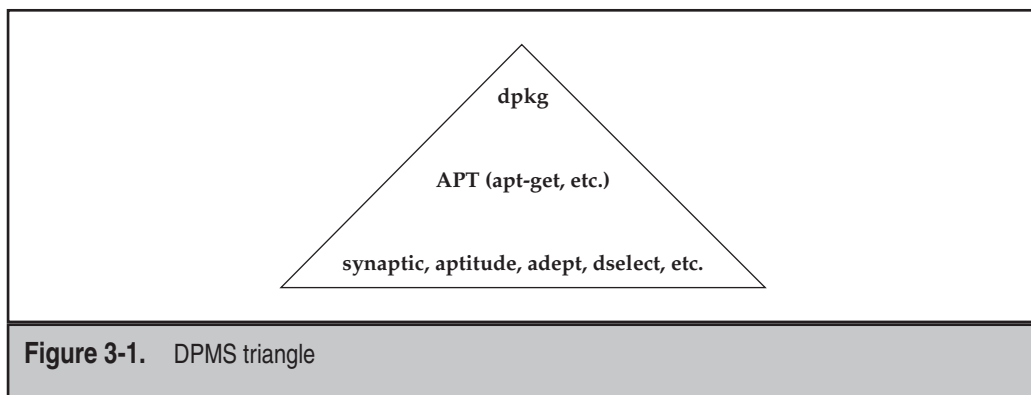 dpkg
APT (apt-get, etc.)
synaptic, aptitude, adept, dselect, etc.
Figure 3-1. DPMS triangle